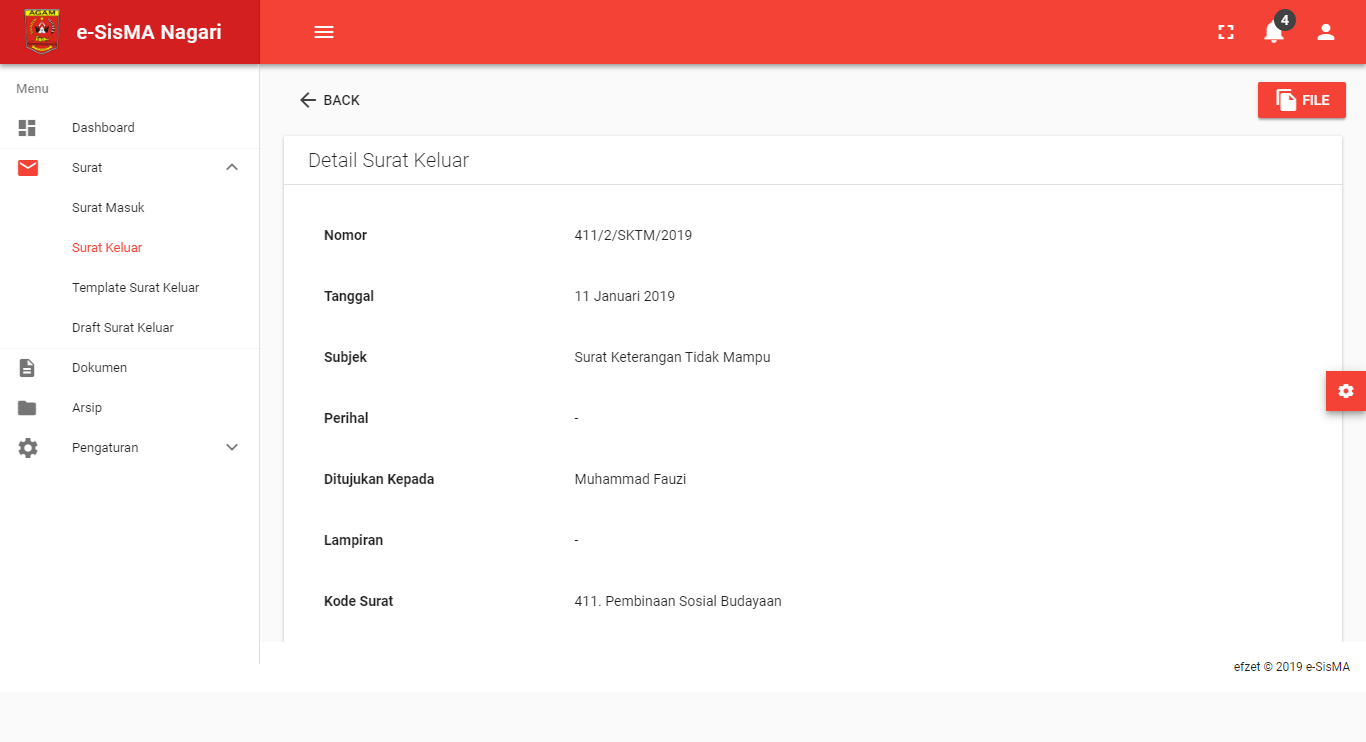 AGAM
e-SisMA Nagari
4
Menu
Dashboard
Surat
Surat Masuk
Surat Keluar
Template Surat Keluar
Draft Surat Keluar
Dokumen
Arsip
Pengaturan
BACK
FILE
Detail Surat Keluar
Nomor 411/2/SKTM/2019
Tanggal 11 Januari 2019
Subjek Surat Keterangan Tidak Mampu
Perihal -
Ditujukan Kepada Muhammad Fauzi
Lampiran -
Kode Surat 411. Pembinaan Sosial Budayaan
efzet © 2019 e-SisMA